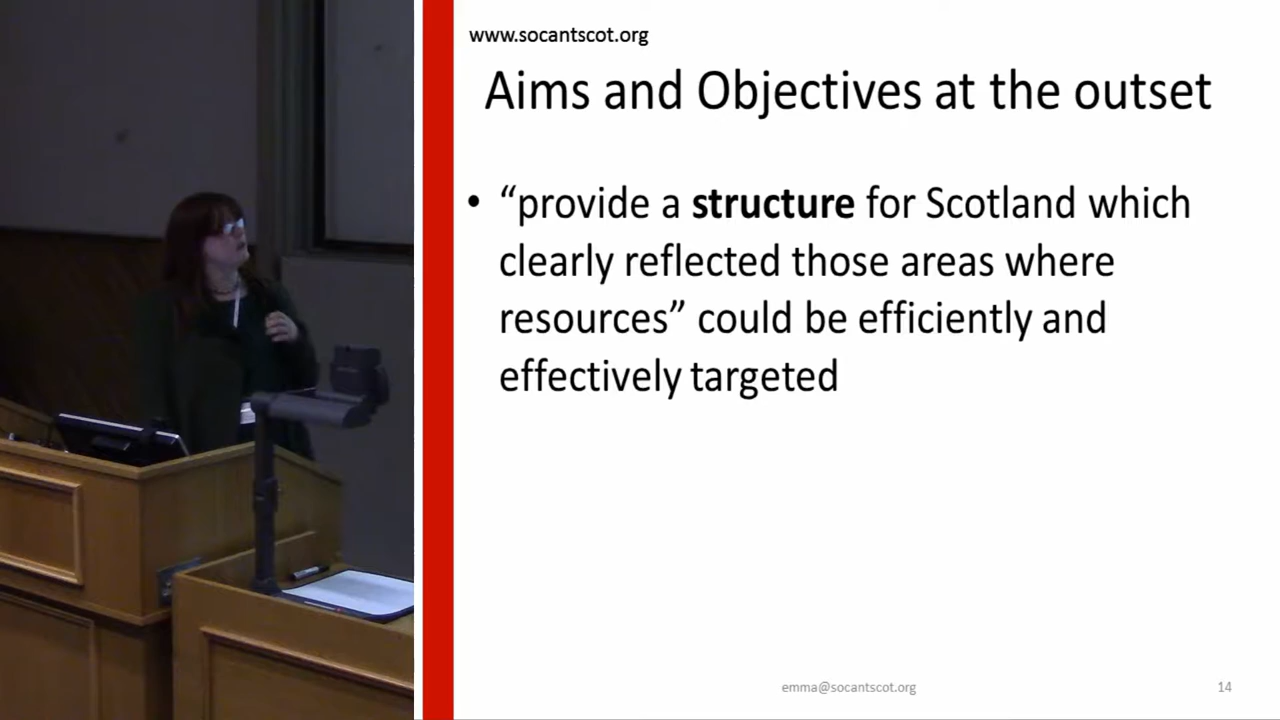 www.socantscot.org
Aims and Objectives at the outset
• “provide a structure for Scotland which
clearly reflected those areas where
resources” could be efficiently and
effectively targeted
emma@socantscot.org
14